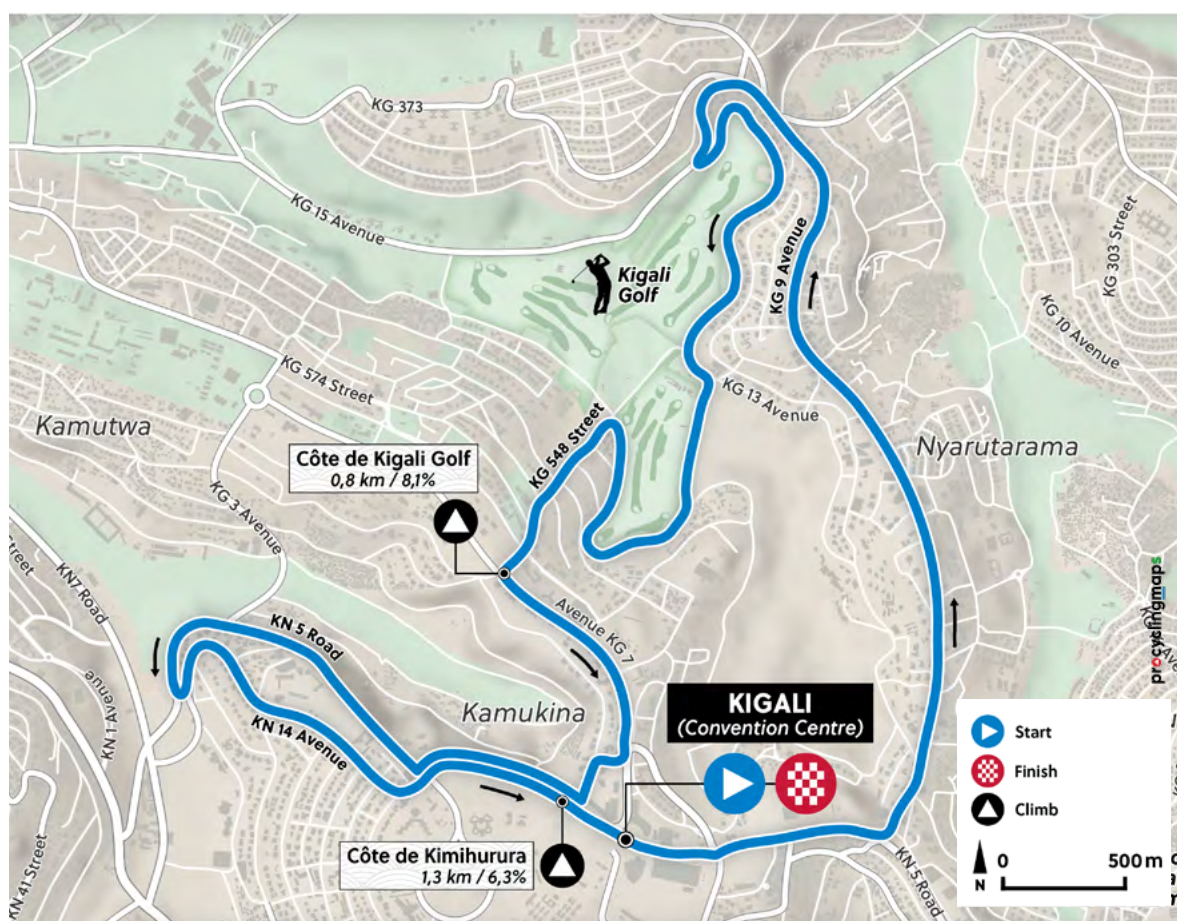 KG 373
KG 15 Avenue
Kigali
Golf
KG 9 Avenue
KG 303 Street
KG 10 Avenue
KG 574 Street
KG 13 Avenue
Kamutwa
Nyarutarama
KG 548 Street
Côte de Kigali Golf
0,8 km / 8,1%
KG 3 Avenue
KN7 Road
Street
Avenue KG 7
KN 5 Road
KN 1 Avenue
Kamukina
KN 14 Avenue
KIGALI
(Convention Centre)
procyclingmaps
Start
Finish
Climb
Côte de Kimihurura
1,3 km / 6,3%
KN 5 Road
KN 41 Street
N
0
500 m